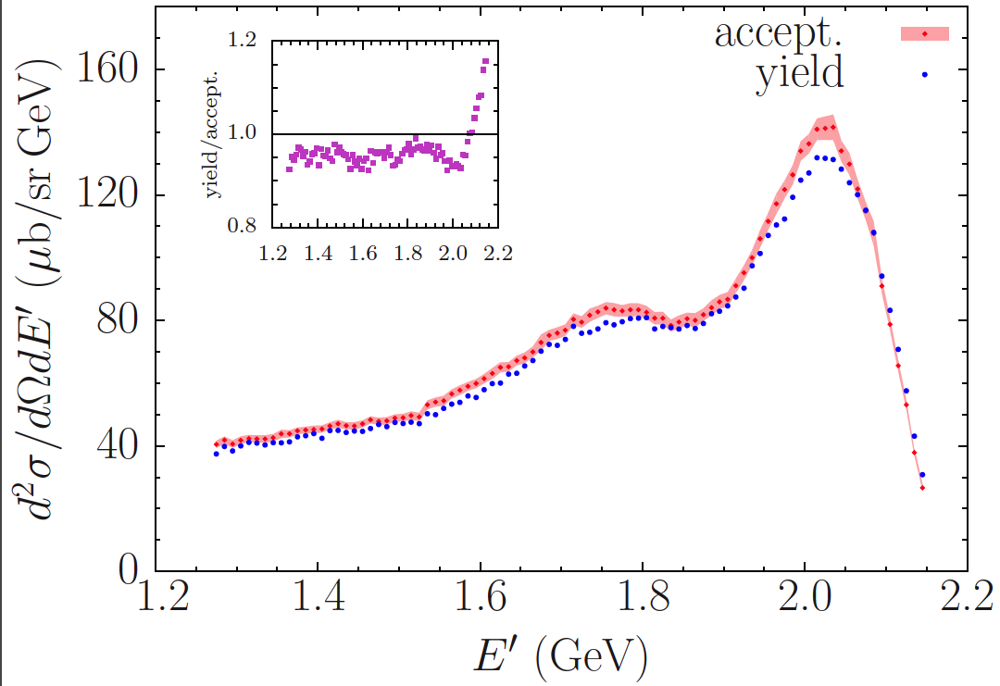 accept.
yield
160
120
80
40
0
d²σ/dΩdE′ (μb/sr GeV)
1.2 1.4 1.6 1.8 2.0 2.2
E′ (GeV)
1.2
1.0
0.8
yield/accept.
1.2 1.4 1.6 1.8 2.0 2.2